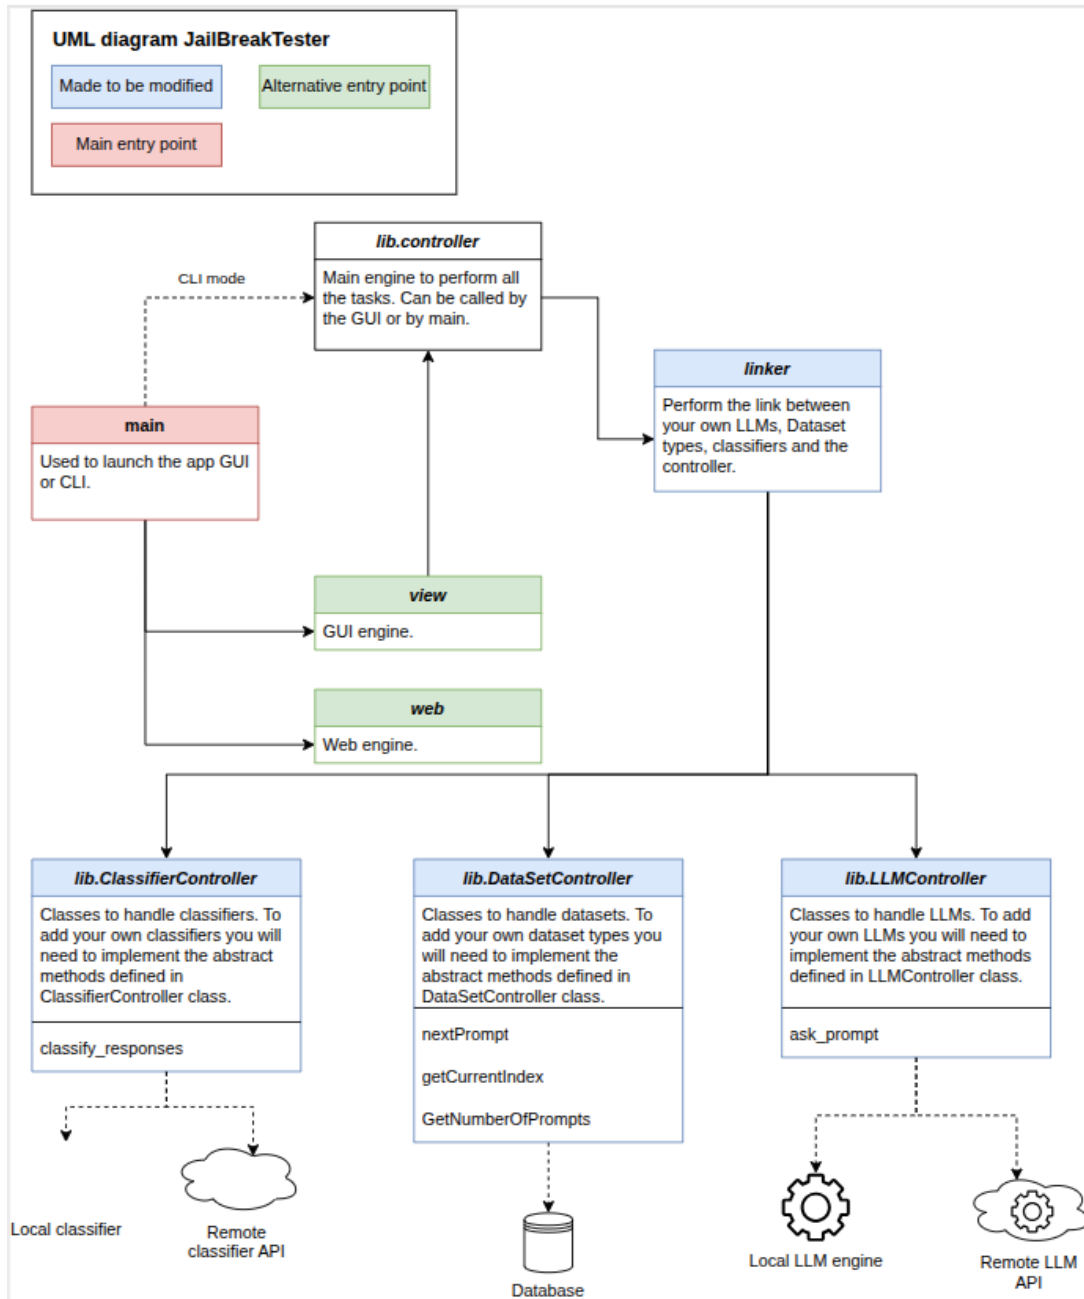 UML diagram JailBreakTester
Made to be modified
Alternative entry point
Main entry point
lib.controller
Main engine to perform all
the tasks. Can be called by
the GUI or by main.
CLI mode
linker
Perform the link between
your own LLMs, Dataset
types, classifiers and the
controller.
main
Used to launch the app GUI
or CLI.
view
GUI engine.
web
Web engine.
lib.ClassifierController
Classes to handle classifiers. To
add your own classifiers you will
need to implement the abstract
methods defined in
ClassifierController class.
classify_responses
lib.DataSetController
Classes to handle datasets. To
add your own dataset types you
will need to implement the
abstract methods defined in
DataSetController class.
nextPrompt
getCurrentIndex
GetNumberOfPrompts
lib.LLMController
Classes to handle LLMs. To add
your own LLMs you will need to
implement the abstract methods
defined in LLMController class.
ask_prompt
Local classifier
Remote
classifier API
Database
Local LLM engine
Remote LLM
API